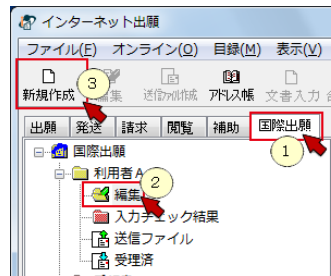 インターネット出願
ファイル(F) オンライン(O) 目録(M) 表示(V)
新規作成 3 集 送信ファイル作成 アドレス帳 文書入力
出願 発送 請求 閲覧 補助 国際出願
1
国際出願
利用者A
編集 2
入力チェック結果
送信ファイル
受理済